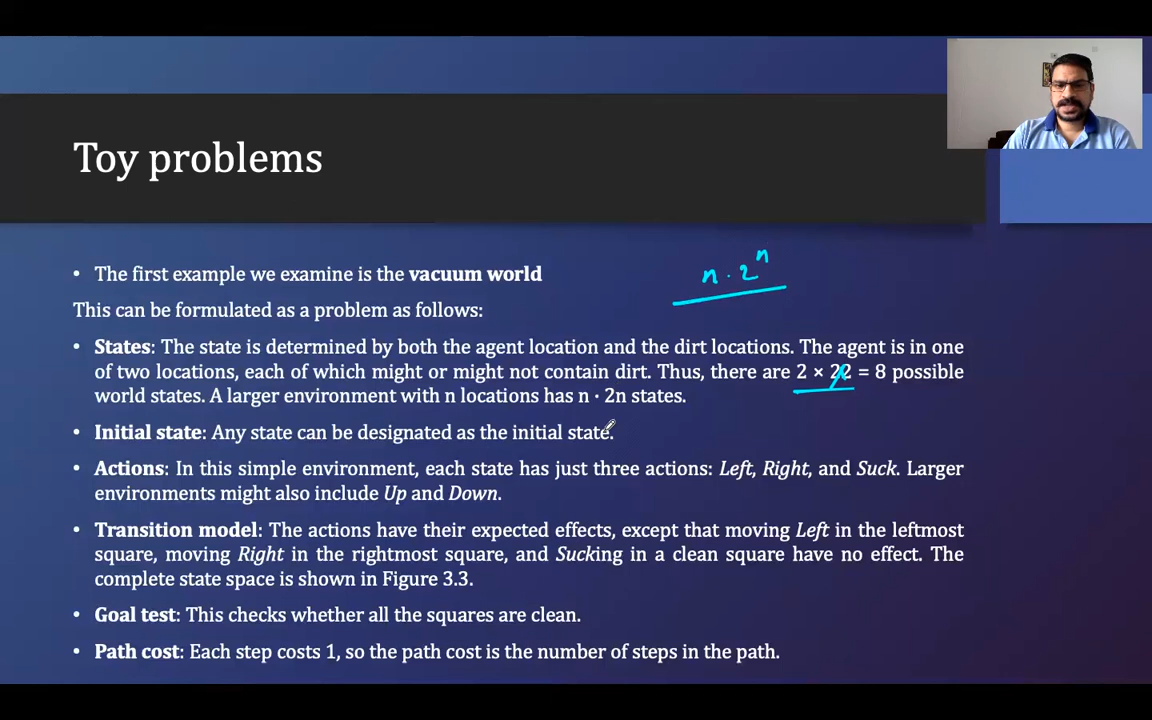 Toy problems
n · 2^n
• The first example we examine is the vacuum world
This can be formulated as a problem as follows:
• States: The state is determined by both the agent location and the dirt locations. The agent is in one
of two locations, each of which might or might not contain dirt. Thus, there are 2 × 22 = 8 possible
world states. A larger environment with n locations has n · 2n states.
• Initial state: Any state can be designated as the initial state.
• Actions: In this simple environment, each state has just three actions: Left, Right, and Suck. Larger
environments might also include Up and Down.
• Transition model: The actions have their expected effects, except that moving Left in the leftmost
square, moving Right in the rightmost square, and Sucking in a clean square have no effect. The
complete state space is shown in Figure 3.3.
• Goal test: This checks whether all the squares are clean.
• Path cost: Each step costs 1, so the path cost is the number of steps in the path.